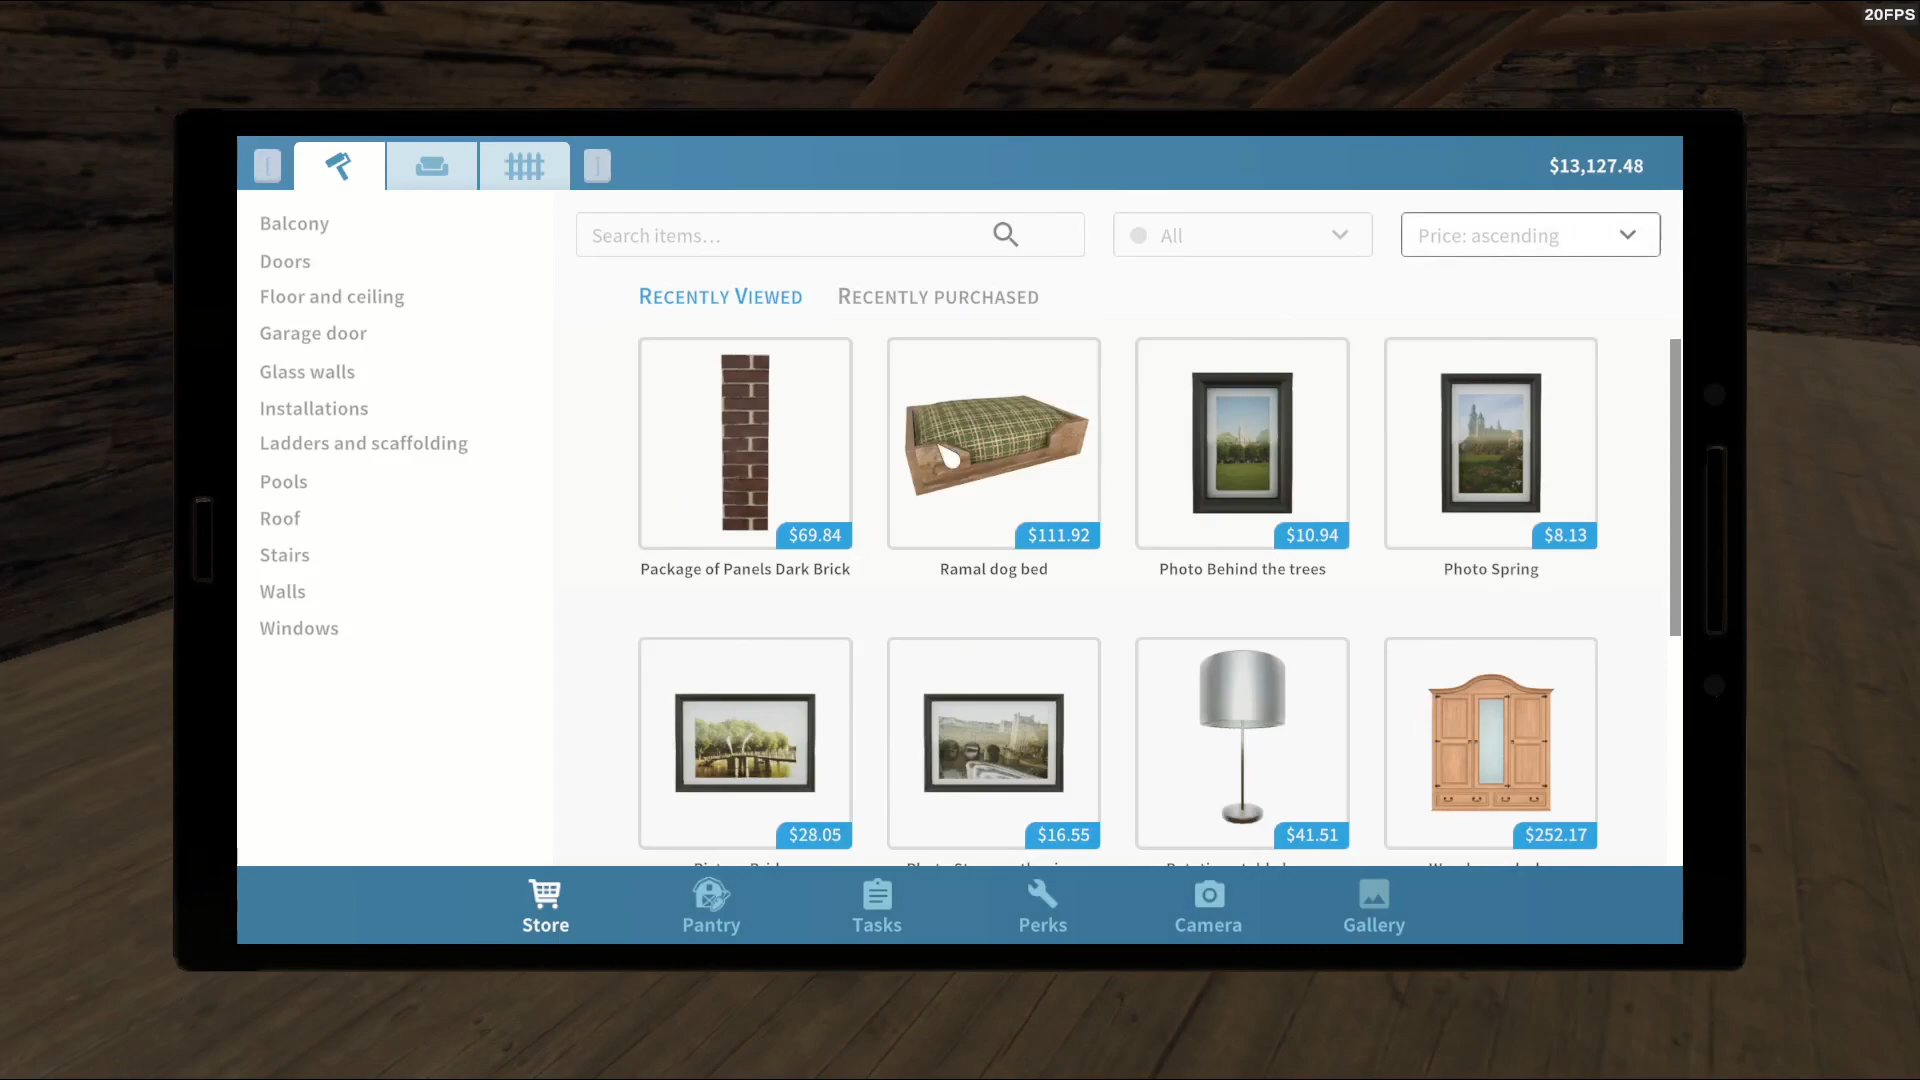 20FPS
$13,127.48
Balcony
Doors
Floor and ceiling
Garage door
Glass walls
Installations
Ladders and scaffolding
Pools
Roof
Stairs
Walls
Windows
Search items...
All
Price: ascending
RECENTLY VIEWED
RECENTLY PURCHASED
$69.84
$111.92
$10.94
$8.13
Package of Panels Dark Brick
Ramal dog bed
Photo Behind the trees
Photo Spring
$28.05
$16.55
$41.51
$252.17
Store
Pantry
Tasks
Perks
Camera
Gallery